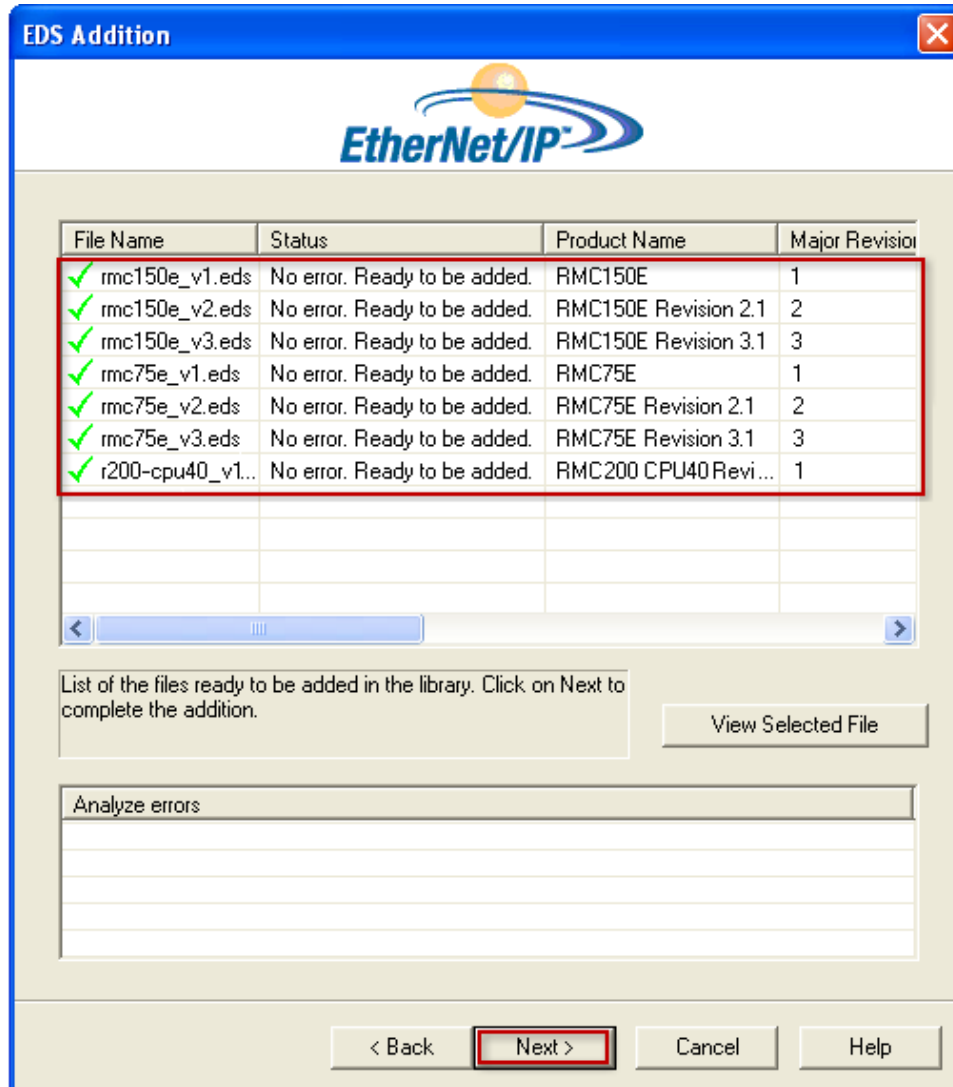 EDS Addition
EtherNet/IP™
File Name Status Product Name Major Revision
rmc150e_v1.eds No error. Ready to be added. RMC150E 1
rmc150e_v2.eds No error. Ready to be added. RMC150E Revision 2.1 2
rmc150e_v3.eds No error. Ready to be added. RMC150E Revision 3.1 3
rmc75e_v1.eds No error. Ready to be added. RMC75E 1
rmc75e_v2.eds No error. Ready to be added. RMC75E Revision 2.1 2
rmc75e_v3.eds No error. Ready to be added. RMC75E Revision 3.1 3
r200-cpu40_v1... No error. Ready to be added. RMC200 CPU40 Revi... 1
List of the files ready to be added in the library. Click on Next to
complete the addition.
View Selected File
Analyze errors
< Back Next > Cancel Help